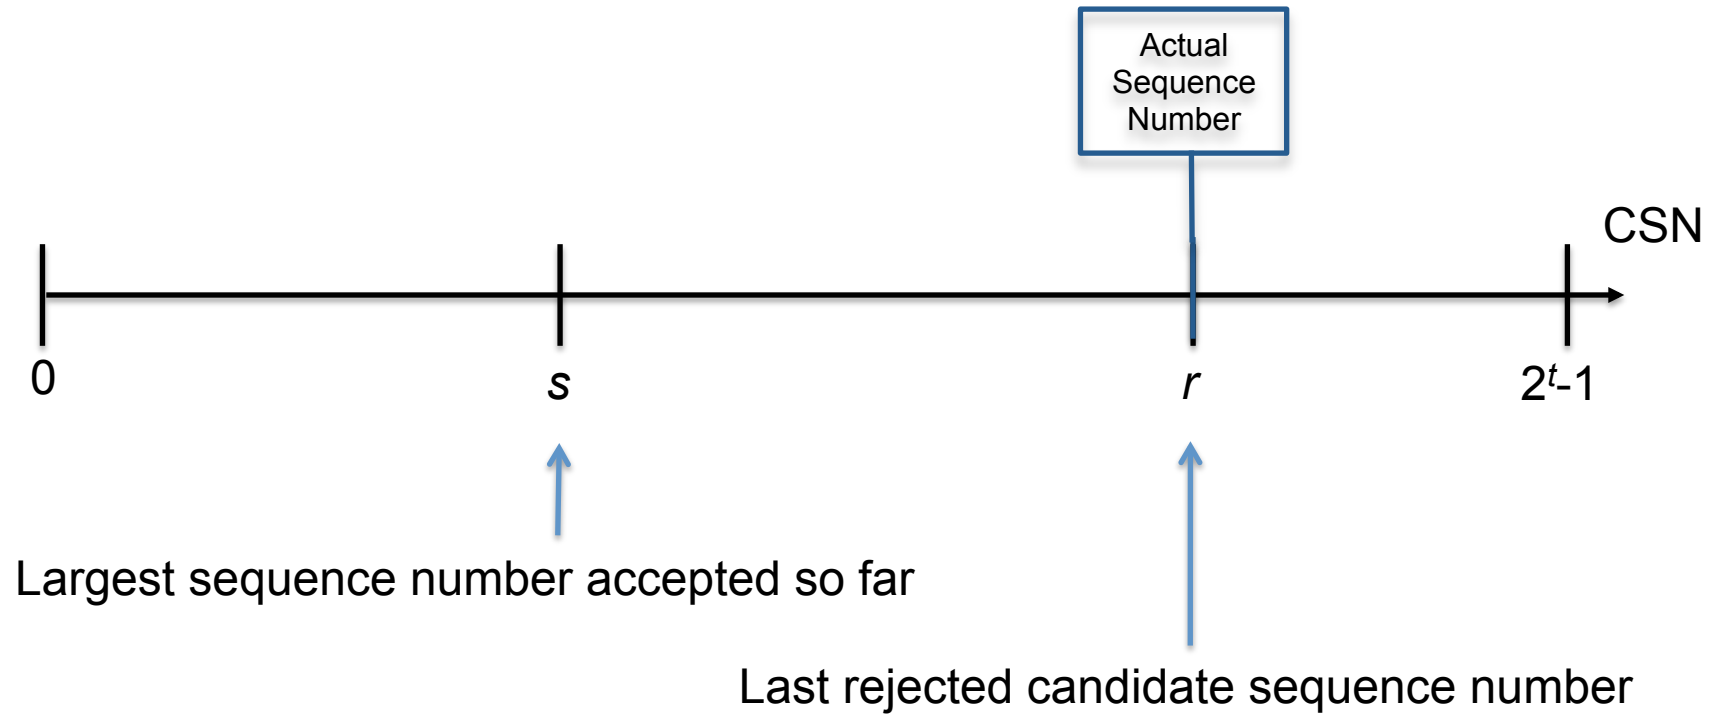 Actual
Sequence
Number
CSN
0
s
r
2^t-1
Largest sequence number accepted so far
Last rejected candidate sequence number